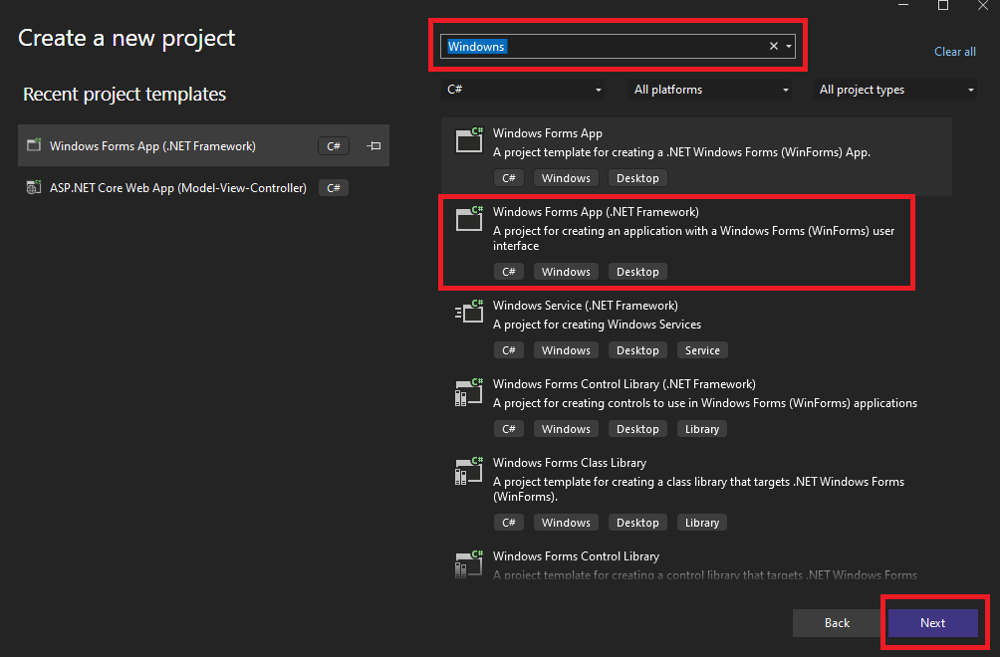 Create a new project
Windowns
Clear all
Recent project templates
C#
All platforms
All project types
Windows Forms App (.NET Framework)
C#
ASP.NET Core Web App (Model-View-Controller)
C#
Windows Forms App
A project template for creating a .NET Windows Forms (WinForms) App.
C# Windows Desktop
Windows Forms App (.NET Framework)
A project for creating an application with a Windows Forms (WinForms) user
interface
C# Windows Desktop
Windows Service (.NET Framework)
A project for creating Windows Services
C# Windows Desktop Service
Windows Forms Control Library (.NET Framework)
A project for creating controls to use in Windows Forms (WinForms) applications
C# Windows Desktop Library
Windows Forms Class Library
A project template for creating a class library that targets .NET Windows Forms
(WinForms).
C# Windows Desktop Library
Windows Forms Control Library
A project template for creating a control library that targets .NET Windows Forms
Back
Next